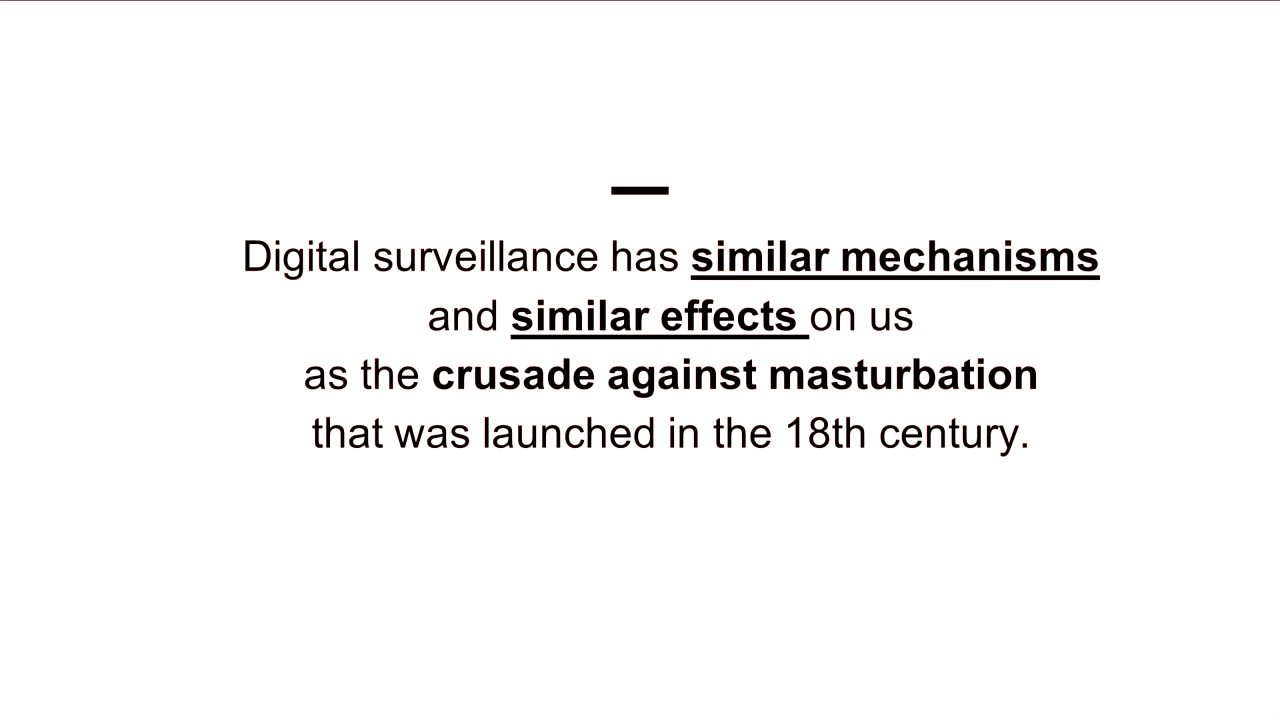 Digital surveillance has similar mechanisms
and similar effects on us
as the crusade against masturbation
that was launched in the 18th century.